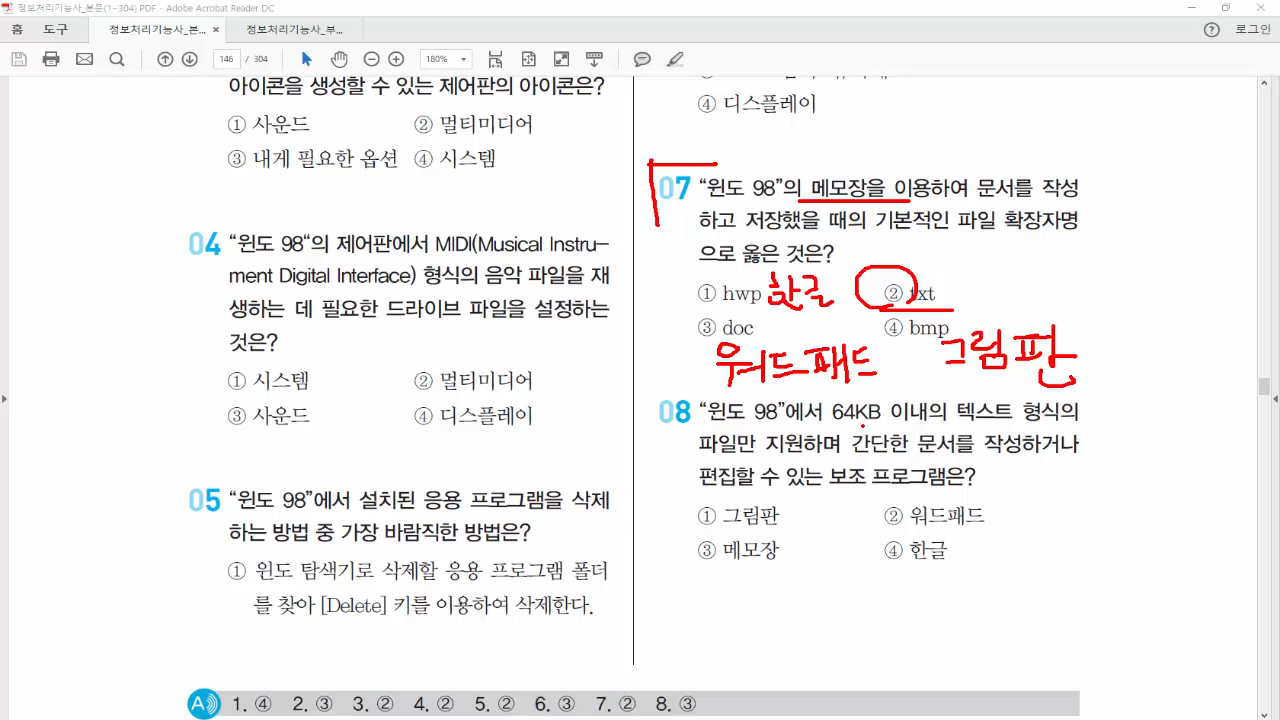 정보처리기능사_본문(1-304).PDF - Adobe Acrobat Reader DC
홈 도구 정보처리기능사_본... × 정보처리기능사_부... ? 로그인
146 / 304 180%
아이콘을 생성할 수 있는 제어판의 아이콘은?
① 사운드 ② 멀티미디어
③ 내게 필요한 옵션 ④ 시스템
04 “윈도 98“의 제어판에서 MIDI(Musical Instru-
ment Digital Interface) 형식의 음악 파일을 재
생하는 데 필요한 드라이브 파일을 설정하는
것은?
① 시스템 ② 멀티미디어
③ 사운드 ④ 디스플레이
05 “윈도 98”에서 설치된 응용 프로그램을 삭제
하는 방법 중 가장 바람직한 방법은?
① 윈도 탐색기로 삭제할 응용 프로그램 폴더
를 찾아 [Delete] 키를 이용하여 삭제한다.
④ 디스플레이
07 “윈도 98”의 메모장을 이용하여 문서를 작성
하고 저장했을 때의 기본적인 파일 확장자명
으로 옳은 것은?
① hwp 한글 ② txt
③ doc ④ bmp
워드패드 그림판
08 “윈도 98”에서 64KB 이내의 텍스트 형식의
파일만 지원하며 간단한 문서를 작성하거나
편집할 수 있는 보조 프로그램은?
① 그림판 ② 워드패드
③ 메모장 ④ 한글
A 1. ④ 2. ③ 3. ② 4. ② 5. ② 6. ③ 7. ② 8. ③